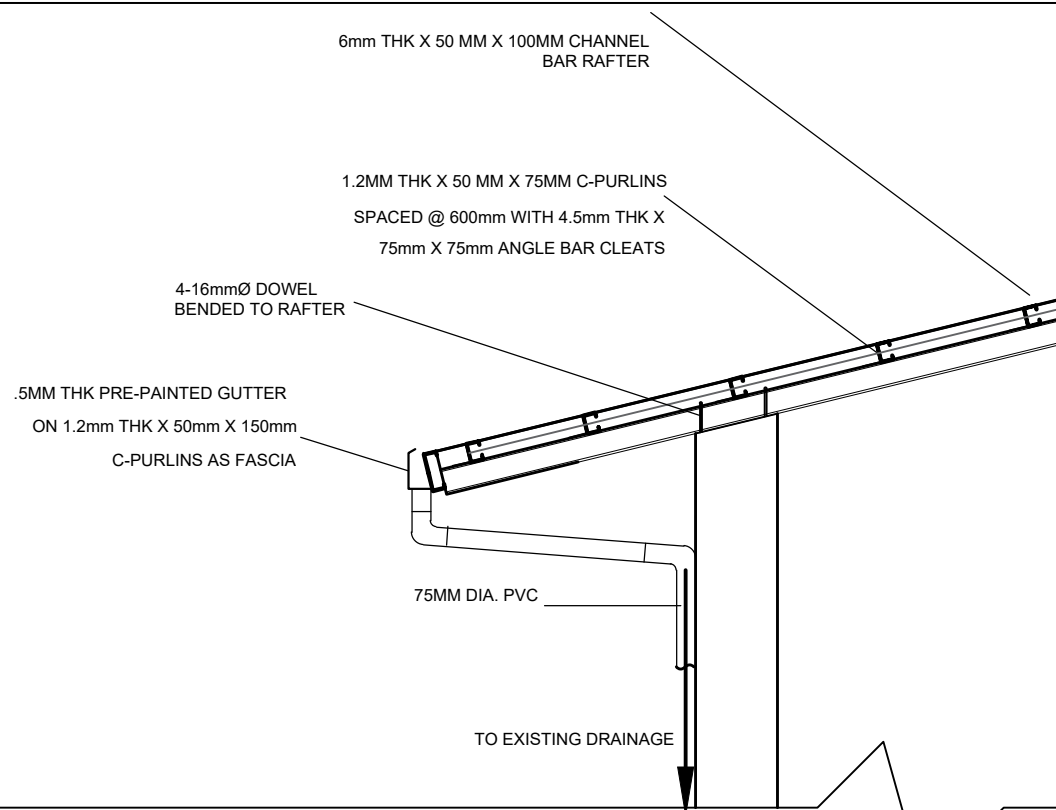 6mm THK X 50 MM X 100MM CHANNEL
BAR RAFTER
1.2MM THK X 50 MM X 75MM C-PURLINS
SPACED @ 600mm WITH 4.5mm THK X
75mm X 75mm ANGLE BAR CLEATS
4-16mmØ DOWEL
BENDED TO RAFTER
.5MM THK PRE-PAINTED GUTTER
ON 1.2mm THK X 50mm X 150mm
C-PURLINS AS FASCIA
75MM DIA. PVC
TO EXISTING DRAINAGE